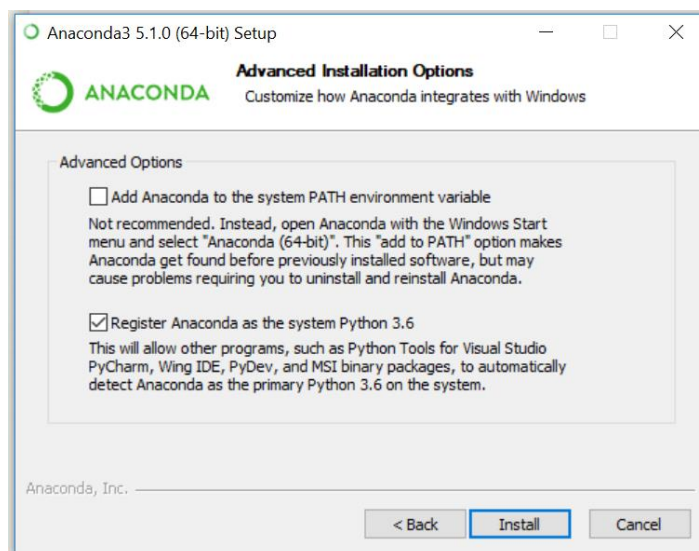 Anaconda3 5.1.0 (64-bit) Setup
ANACONDA
Advanced Installation Options
Customize how Anaconda integrates with Windows
Advanced Options
Add Anaconda to the system PATH environment variable
Not recommended. Instead, open Anaconda with the Windows Start
menu and select "Anaconda (64-bit)". This "add to PATH" option makes
Anaconda get found before previously installed software, but may
cause problems requiring you to uninstall and reinstall Anaconda.
Register Anaconda as the system Python 3.6
This will allow other programs, such as Python Tools for Visual Studio
PyCharm, Wing IDE, PyDev, and MSI binary packages, to automatically
detect Anaconda as the primary Python 3.6 on the system.
Anaconda, Inc.
< Back Install Cancel